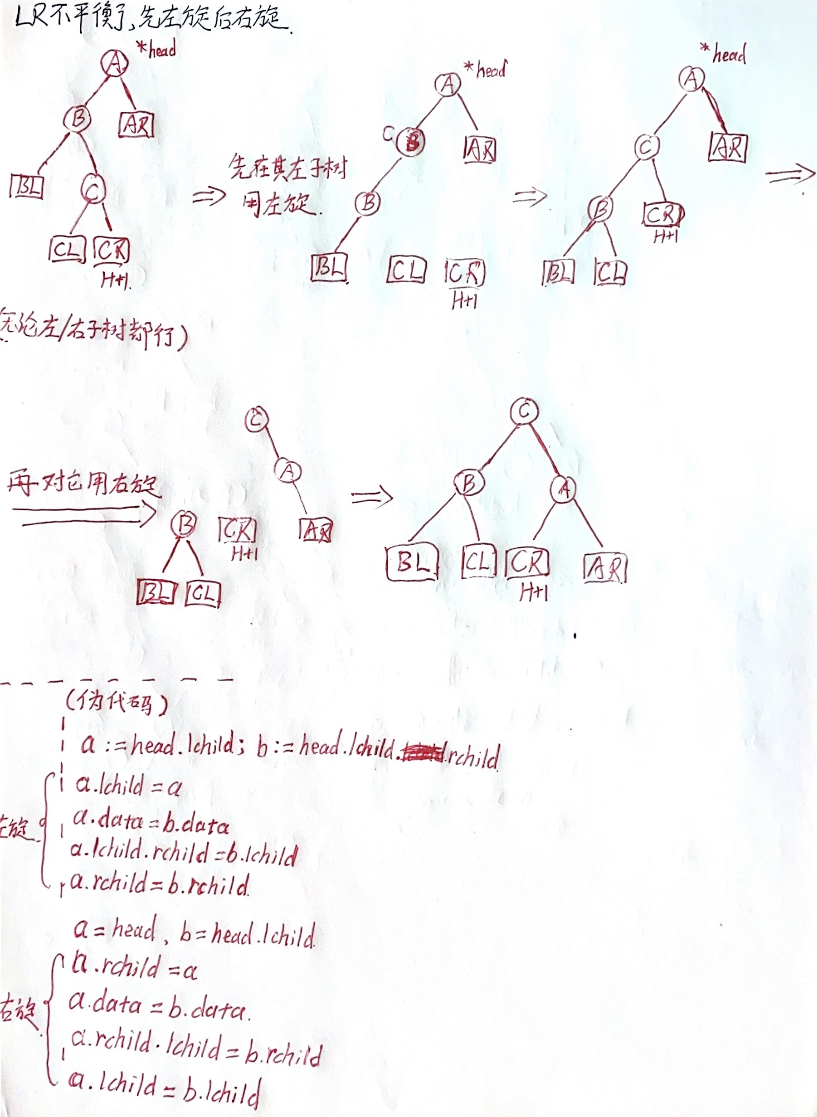 LR不平衡了,先左旋后右旋.
*head
A
B
AR
BL
C
CL
CR
H+1.
先在其左子树
用左旋.
*head
A
C
B
AR
B
BL
CL
CR
H+1
*head
A
C
AR
B
CR
H+1
BL
CL
无论左/右子树都行)
再对它用右旋
C
A
B
CR
H+1
AR
BL
CL
C
B
A
BL
CL
CR
H+1
AR
(伪代码)
a:=head.lchild; b:=head.lchild.rchild
左旋
a.lchild=a
a.data=b.data
a.lchild.rchild=b.lchild
a.rchild=b.rchild.
a=head, b=head.lchild.
右旋
a.rchild=a
a.data=b.data.
a.rchild.lchild=b.rchild
a.lchild=b.lchild